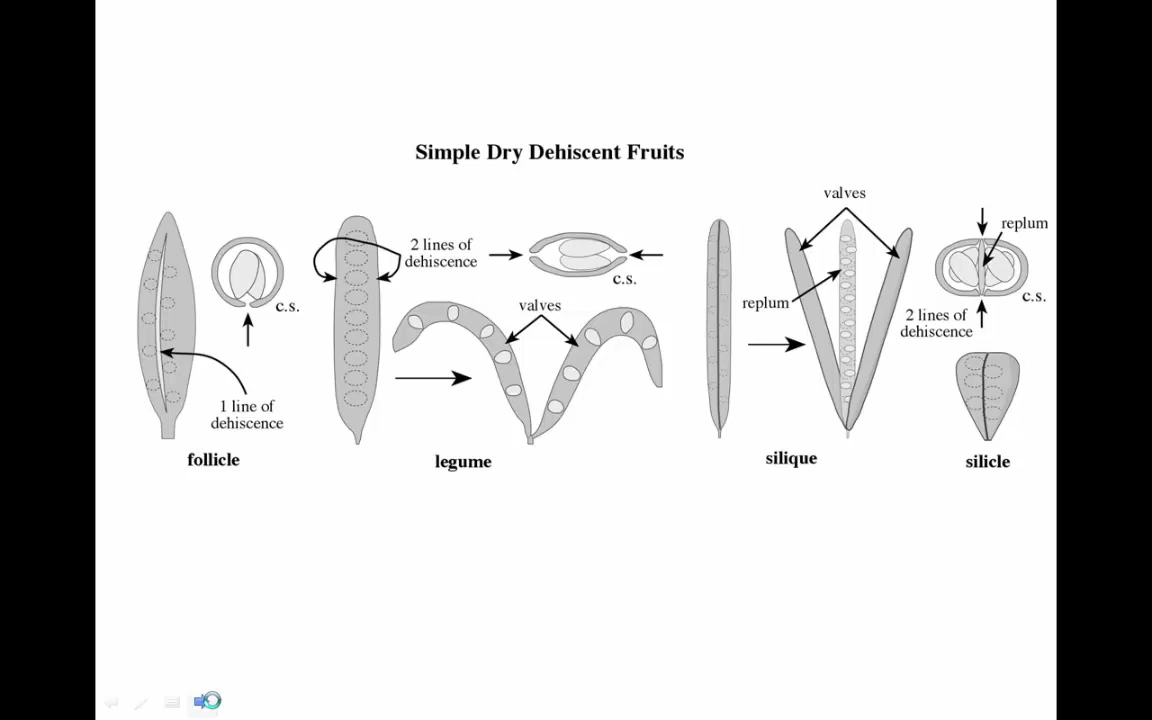 Simple Dry Dehiscent Fruits
c.s.
1 line of
dehiscence
follicle
2 lines of
dehiscence
c.s.
valves
legume
valves
replum
silique
replum
c.s.
2 lines of
dehiscence
silicle